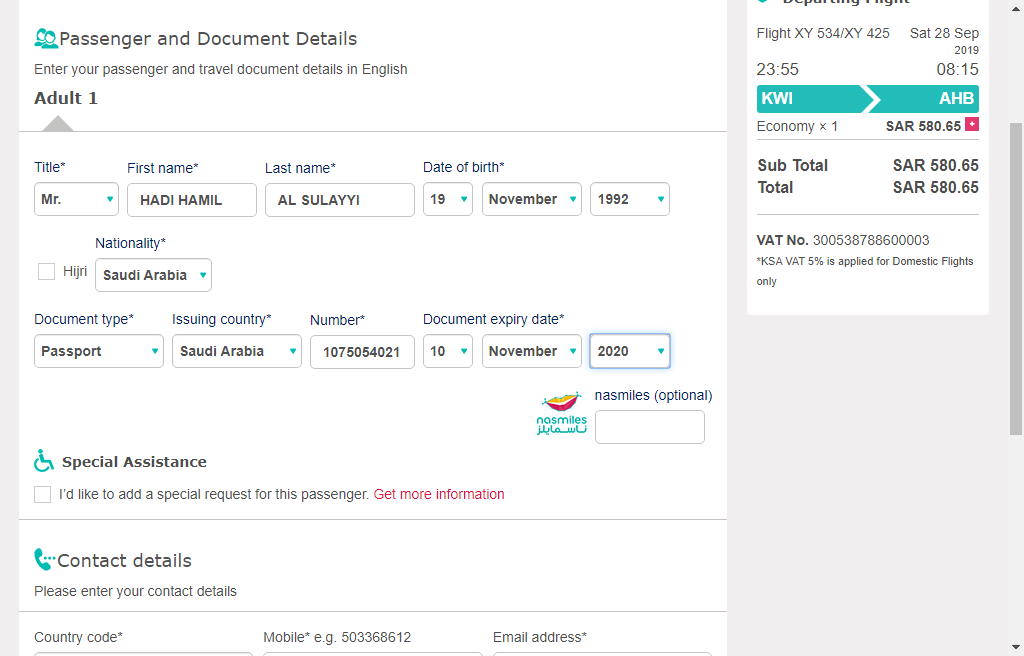 Passenger and Document Details
Enter your passenger and travel document details in English
Adult 1
Title*
First name*
Last name*
Date of birth*
Mr.
HADI HAMIL
AL SULAYYI
19
November
1992
Nationality*
Hijri
Saudi Arabia
Document type*
Issuing country*
Number*
Document expiry date*
Passport
Saudi Arabia
1075054021
10
November
2020
nasmiles (optional)
nasmiles
ناسمايلز
Special Assistance
I'd like to add a special request for this passenger. Get more information
Contact details
Please enter your contact details
Country code*
Mobile* e.g. 503368612
Email address*
Departing Flight
Flight XY 534/XY 425
Sat 28 Sep
2019
23:55
08:15
KWI
AHB
Economy × 1
SAR 580.65
+
Sub Total
SAR 580.65
Total
SAR 580.65
VAT No. 300538788600003
*KSA VAT 5% is applied for Domestic Flights
only